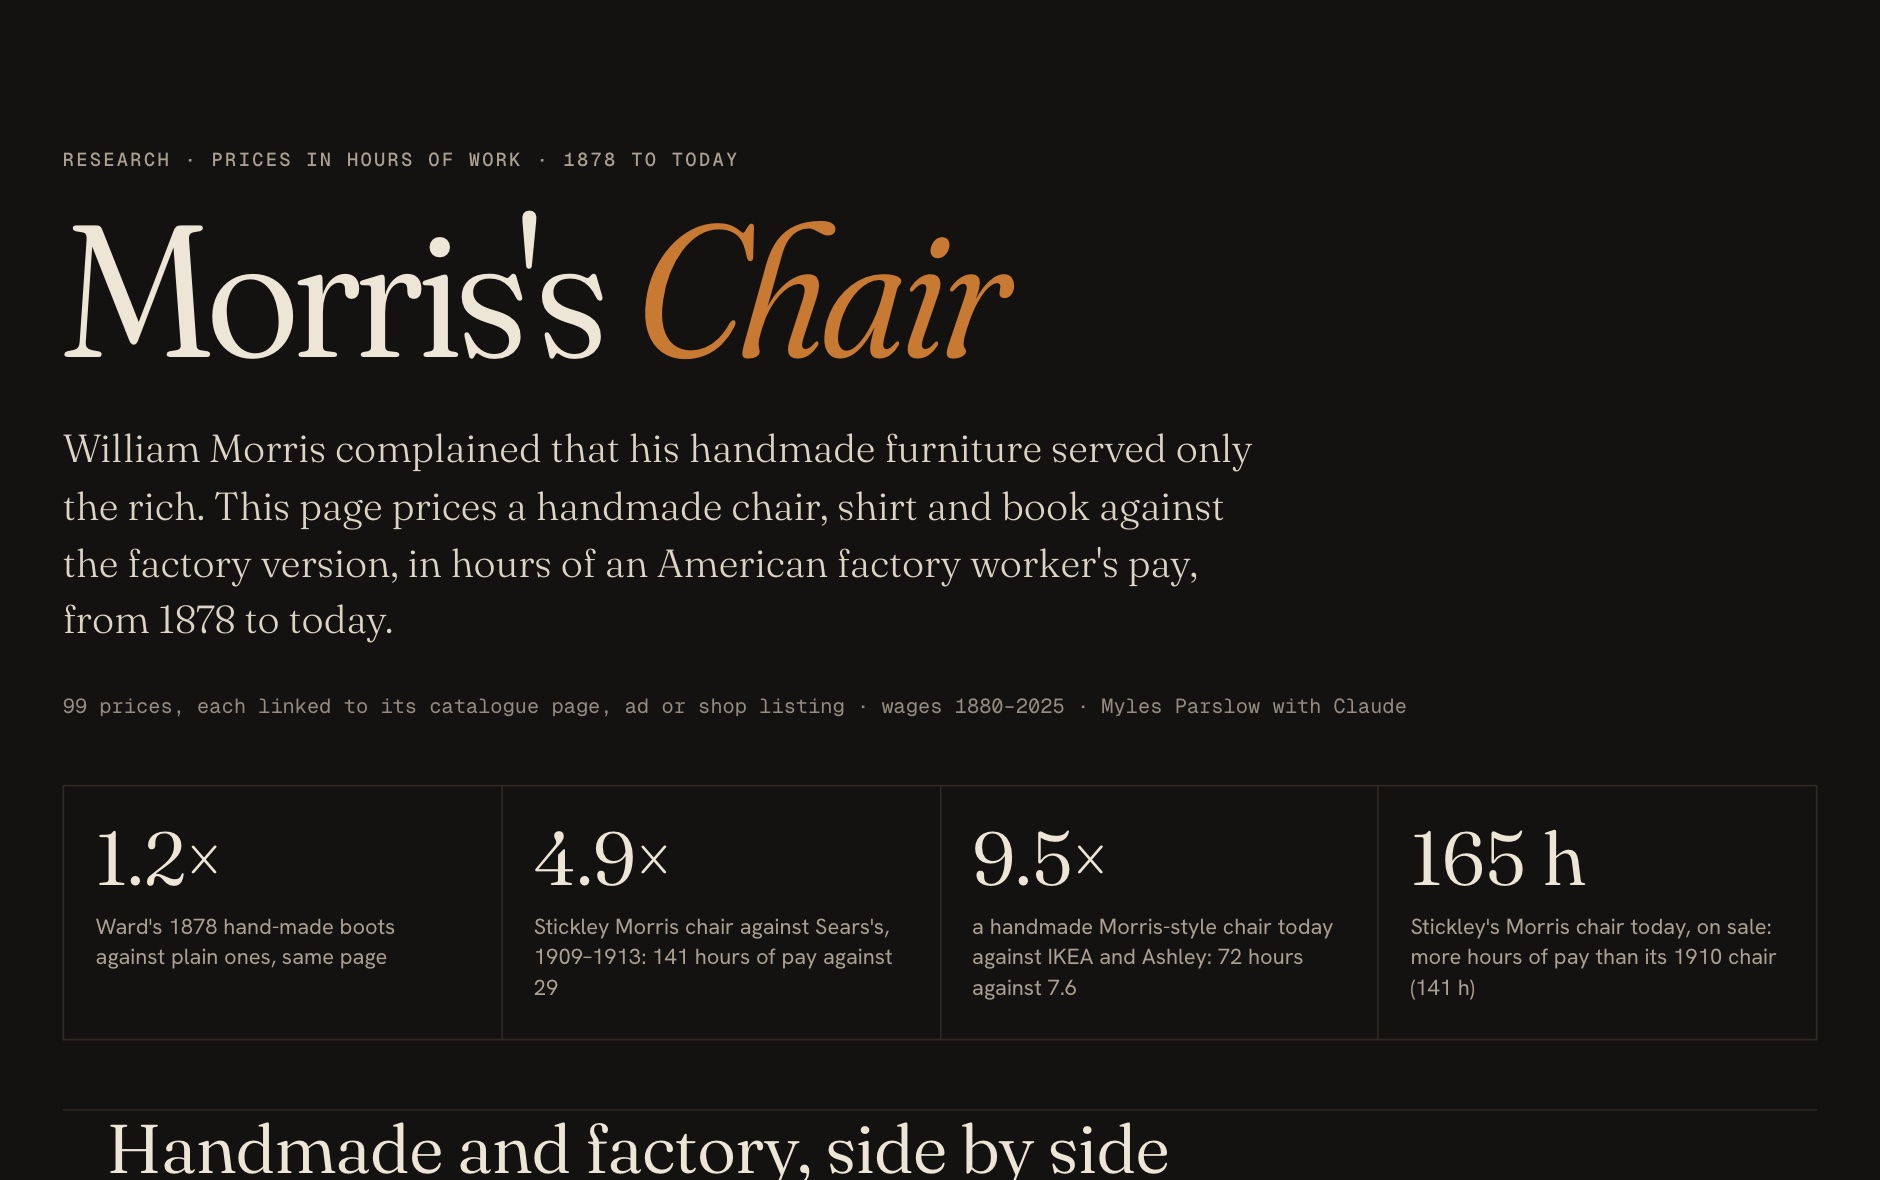 RESEARCH · PRICES IN HOURS OF WORK · 1878 TO TODAY
Morris's Chair
William Morris complained that his handmade furniture served only
the rich. This page prices a handmade chair, shirt and book against
the factory version, in hours of an American factory worker's pay,
from 1878 to today.
99 prices, each linked to its catalogue page, ad or shop listing · wages 1880–2025 · Myles Parslow with Claude
1.2×
Ward's 1878 hand-made boots
against plain ones, same page
4.9×
Stickley Morris chair against Sears's,
1909–1913: 141 hours of pay against
29
9.5×
a handmade Morris-style chair today
against IKEA and Ashley: 72 hours
against 7.6
165 h
Stickley's Morris chair today, on sale:
more hours of pay than its 1910 chair
(141 h)
Handmade and factory, side by side